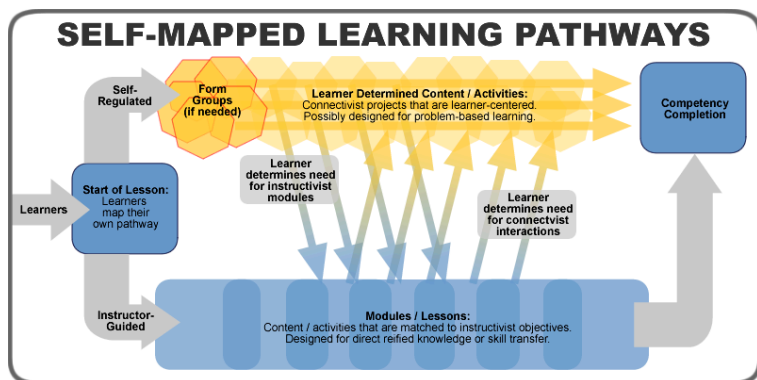 SELF-MAPPED LEARNING PATHWAYS
Self-
Regulated
Form
Groups
(if needed)
Learner Determined Content / Activities:
Connectivist projects that are learner-centered.
Possibly designed for problem-based learning.
Competency
Completion
Learner
determines need
for instructivist
modules
Learner
determines need
for connectvist
interactions
Learners
Start of Lesson:
Learners
map their
own pathway
Instructor-
Guided
Modules / Lessons:
Content / activities that are matched to instructivist objectives.
Designed for direct reified knowledge or skill transfer.